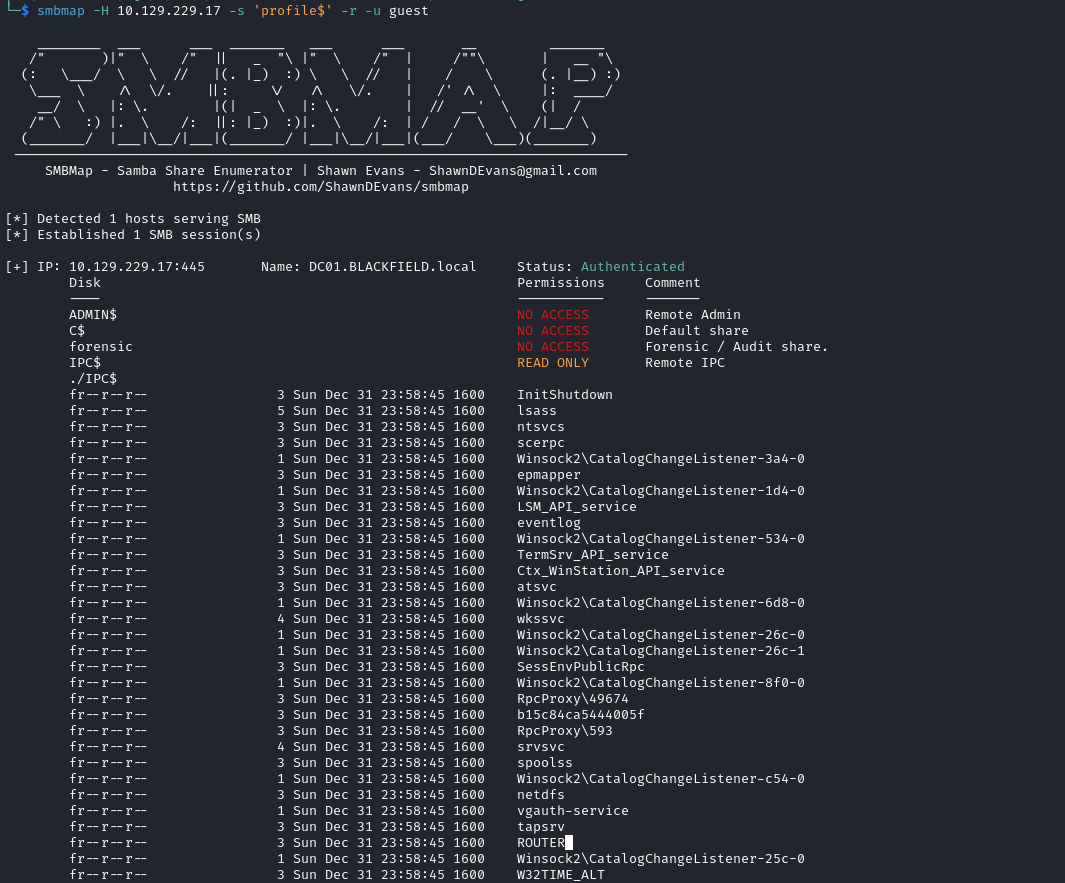 └─$ smbmap -H 10.129.229.17 -s 'profile$' -r -u guest
SMBMAP
SMBMap - Samba Share Enumerator | Shawn Evans - ShawnDEvans@gmail.com
https://github.com/ShawnDEvans/smbmap
[*] Detected 1 hosts serving SMB
[*] Established 1 SMB session(s)
[+] IP: 10.129.229.17:445 Name: DC01.BLACKFIELD.local Status: Authenticated
Disk Permissions Comment
---- ----------- -------
ADMIN$ NO ACCESS Remote Admin
C$ NO ACCESS Default share
forensic NO ACCESS Forensic / Audit share.
IPC$ READ ONLY Remote IPC
./IPC$
fr--r--r-- 3 Sun Dec 31 23:58:45 1600 InitShutdown
fr--r--r-- 5 Sun Dec 31 23:58:45 1600 lsass
fr--r--r-- 3 Sun Dec 31 23:58:45 1600 ntsvcs
fr--r--r-- 3 Sun Dec 31 23:58:45 1600 scerpc
fr--r--r-- 1 Sun Dec 31 23:58:45 1600 Winsock2\CatalogChangeListener-3a4-0
fr--r--r-- 3 Sun Dec 31 23:58:45 1600 epmapper
fr--r--r-- 1 Sun Dec 31 23:58:45 1600 Winsock2\CatalogChangeListener-1d4-0
fr--r--r-- 3 Sun Dec 31 23:58:45 1600 LSM_API_service
fr--r--r-- 3 Sun Dec 31 23:58:45 1600 eventlog
fr--r--r-- 1 Sun Dec 31 23:58:45 1600 Winsock2\CatalogChangeListener-534-0
fr--r--r-- 3 Sun Dec 31 23:58:45 1600 TermSrv_API_service
fr--r--r-- 3 Sun Dec 31 23:58:45 1600 Ctx_WinStation_API_service
fr--r--r-- 3 Sun Dec 31 23:58:45 1600 atsvc
fr--r--r-- 1 Sun Dec 31 23:58:45 1600 Winsock2\CatalogChangeListener-6d8-0
fr--r--r-- 4 Sun Dec 31 23:58:45 1600 wkssvc
fr--r--r-- 1 Sun Dec 31 23:58:45 1600 Winsock2\CatalogChangeListener-26c-0
fr--r--r-- 1 Sun Dec 31 23:58:45 1600 Winsock2\CatalogChangeListener-26c-1
fr--r--r-- 3 Sun Dec 31 23:58:45 1600 SessEnvPublicRpc
fr--r--r-- 1 Sun Dec 31 23:58:45 1600 Winsock2\CatalogChangeListener-8f0-0
fr--r--r-- 3 Sun Dec 31 23:58:45 1600 RpcProxy\49674
fr--r--r-- 3 Sun Dec 31 23:58:45 1600 b15c84ca5444005f
fr--r--r-- 3 Sun Dec 31 23:58:45 1600 RpcProxy\593
fr--r--r-- 4 Sun Dec 31 23:58:45 1600 srvsvc
fr--r--r-- 3 Sun Dec 31 23:58:45 1600 spoolss
fr--r--r-- 1 Sun Dec 31 23:58:45 1600 Winsock2\CatalogChangeListener-c54-0
fr--r--r-- 3 Sun Dec 31 23:58:45 1600 netdfs
fr--r--r-- 1 Sun Dec 31 23:58:45 1600 vgauth-service
fr--r--r-- 3 Sun Dec 31 23:58:45 1600 tapsrv
fr--r--r-- 3 Sun Dec 31 23:58:45 1600 ROUTER
fr--r--r-- 1 Sun Dec 31 23:58:45 1600 Winsock2\CatalogChangeListener-25c-0
fr--r--r-- 3 Sun Dec 31 23:58:45 1600 W32TIME_ALT